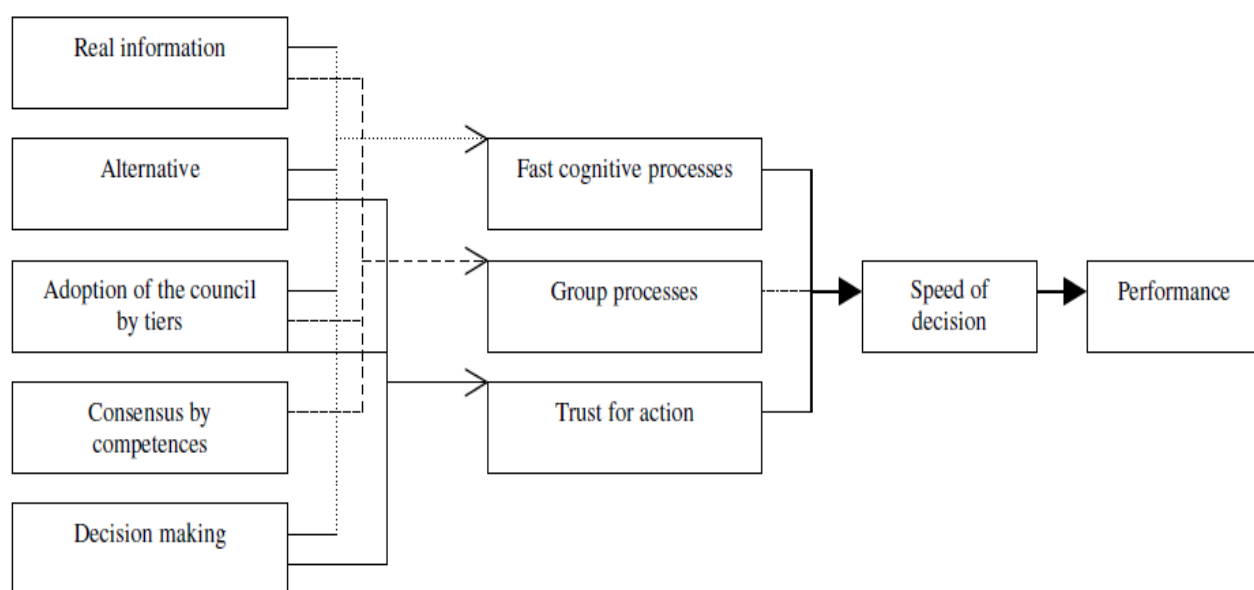 Real information
Alternative
Adoption of the council
by tiers
Consensus by
competences
Decision making
Fast cognitive processes
Group processes
Trust for action
Speed of
decision
Performance